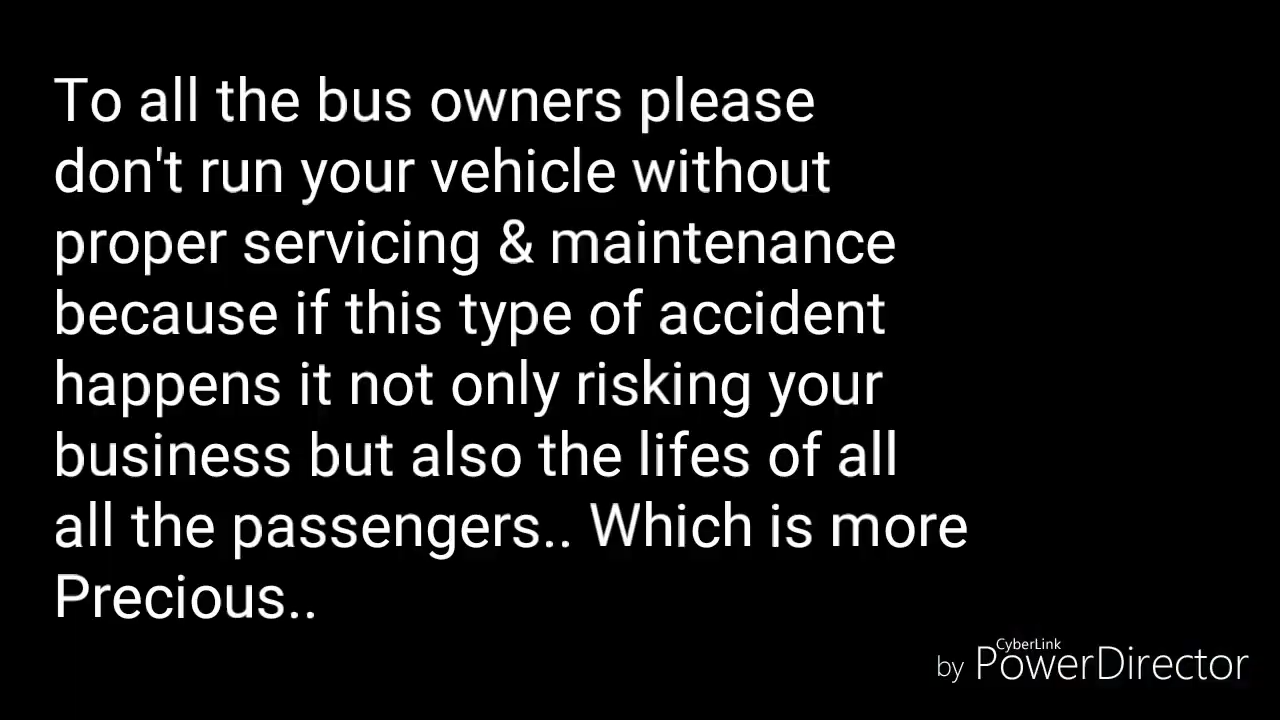 To all the bus owners please
don't run your vehicle without
proper servicing & maintenance
because if this type of accident
happens it not only risking your
business but also the lifes of all
all the passengers.. Which is more
Precious..
CyberLink
by PowerDirector